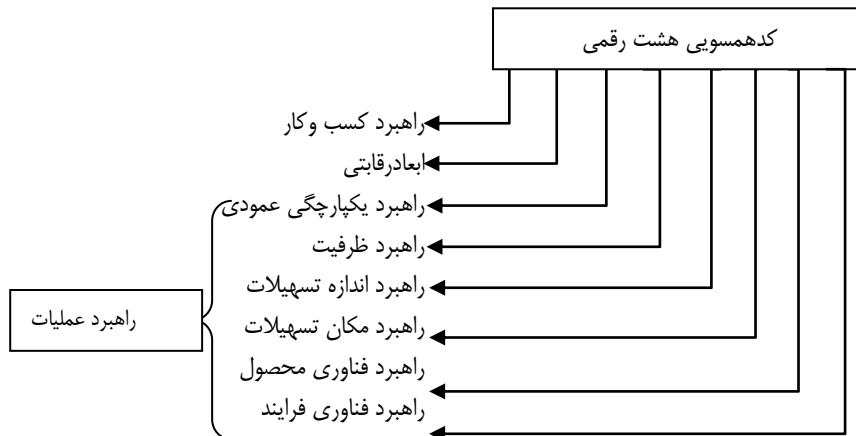 کدهمسویی هشت رقمی
راهبرد کسب وکار
ابعادرقابتی
راهبرد یکپارچگی عمودی
راهبرد ظرفیت
راهبرد اندازه تسهیلات
راهبرد مکان تسهیلات
راهبرد فناوری محصول
راهبرد فناوری فرایند
راهبرد عملیات